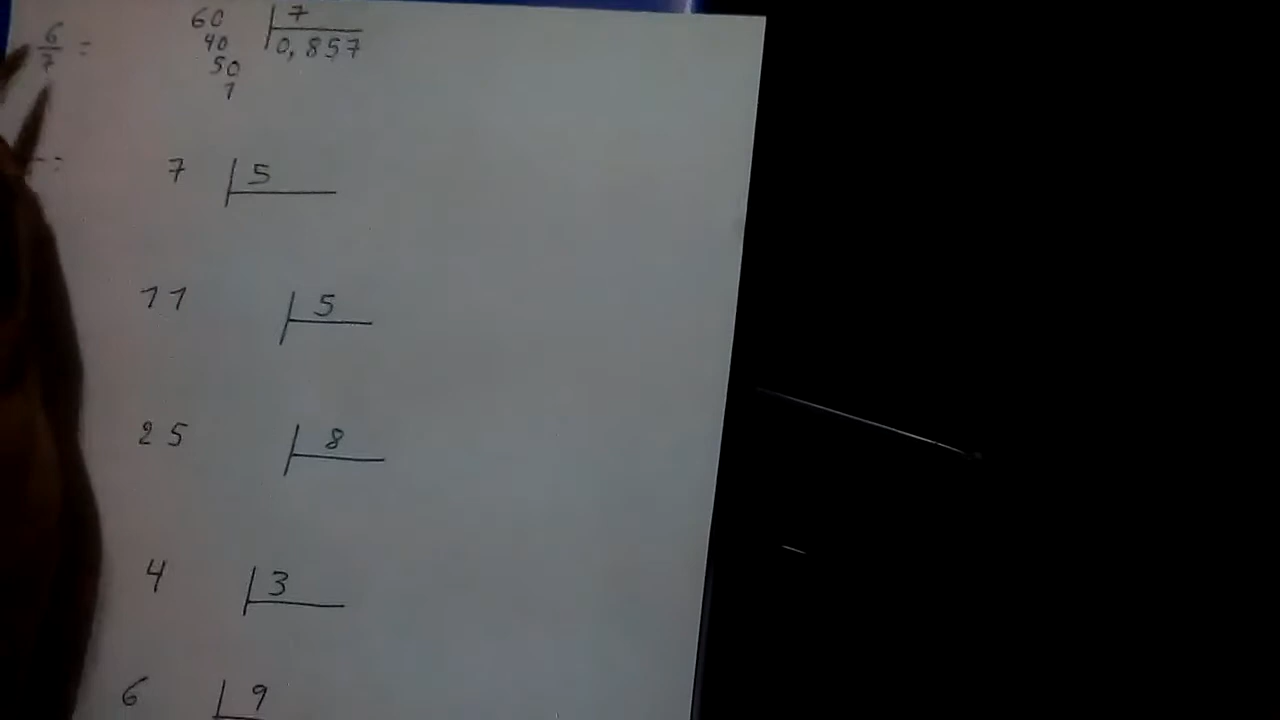 6/7 = 60 | 7
40 0,857
50
1
7 | 5
11 | 5
25 | 8
4 | 3
6 | 9